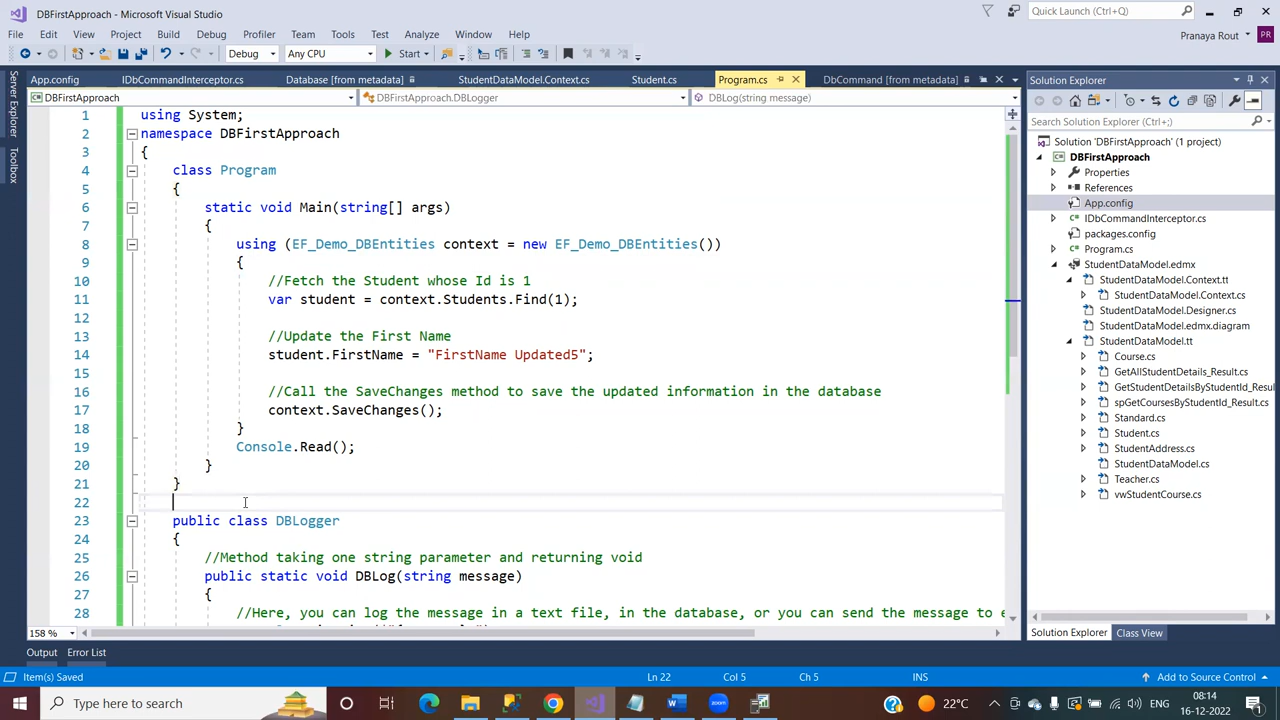 DBFirstApproach - Microsoft Visual Studio
Quick Launch (Ctrl+Q)
File Edit View Project Build Debug Profiler Team Tools Test Analyze Window Help
Pranaya Rout PR
Debug Any CPU Start
App.config IDbCommandInterceptor.cs Database [from metadata] StudentDataModel.Context.cs Student.cs Program.cs DbCommand [from metadata]
DBFirstApproach DBFirstApproach.DBLogger DBLog(string message)
Server Explorer
Toolbox
1 using System;
2 namespace DBFirstApproach
3 {
4 class Program
5 {
6 static void Main(string[] args)
7 {
8 using (EF_Demo_DBEntities context = new EF_Demo_DBEntities())
9 {
10 //Fetch the Student whose Id is 1
11 var student = context.Students.Find(1);
12
13 //Update the First Name
14 student.FirstName = "FirstName Updated5";
15
16 //Call the SaveChanges method to save the updated information in the database
17 context.SaveChanges();
18 }
19 Console.Read();
20 }
21 }
22
23 public class DBLogger
24 {
25 //Method taking one string parameter and returning void
26 public static void DBLog(string message)
27 {
28 //Here, you can log the message in a text file, in the database, or you can send the message to e
158 %
Solution Explorer
Search Solution Explorer (Ctrl+;)
Solution 'DBFirstApproach' (1 project)
DBFirstApproach
Properties
References
App.config
IDbCommandInterceptor.cs
packages.config
Program.cs
StudentDataModel.edmx
StudentDataModel.Context.tt
StudentDataModel.Context.cs
StudentDataModel.Designer.cs
StudentDataModel.edmx.diagram
StudentDataModel.tt
Course.cs
GetAllStudentDetails_Result.cs
GetStudentDetailsByStudentId_Resul
spGetCoursesByStudentId_Result.cs
Standard.cs
Student.cs
StudentAddress.cs
StudentDataModel.cs
Teacher.cs
vwStudentCourse.cs
Solution Explorer Class View
Output Error List
Item(s) Saved Ln 22 Col 5 Ch 5 INS Add to Source Control
Type here to search
zoom
22°C
08:14
16-12-2022